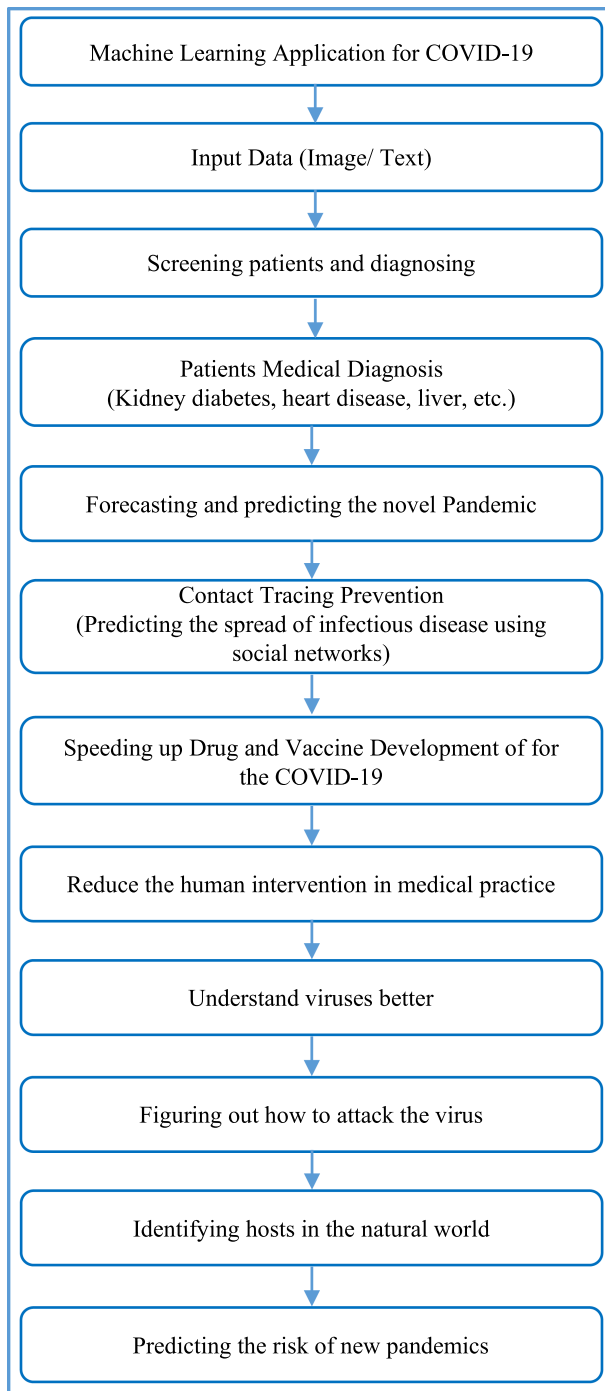 Machine Learning Application for COVID-19
Input Data (Image/ Text)
Screening patients and diagnosing
Patients Medical Diagnosis
(Kidney diabetes, heart disease, liver, etc.)
Forecasting and predicting the novel Pandemic
Contact Tracing Prevention
(Predicting the spread of infectious disease using
social networks)
Speeding up Drug and Vaccine Development of for
the COVID-19
Reduce the human intervention in medical practice
Understand viruses better
Figuring out how to attack the virus
Identifying hosts in the natural world
Predicting the risk of new pandemics